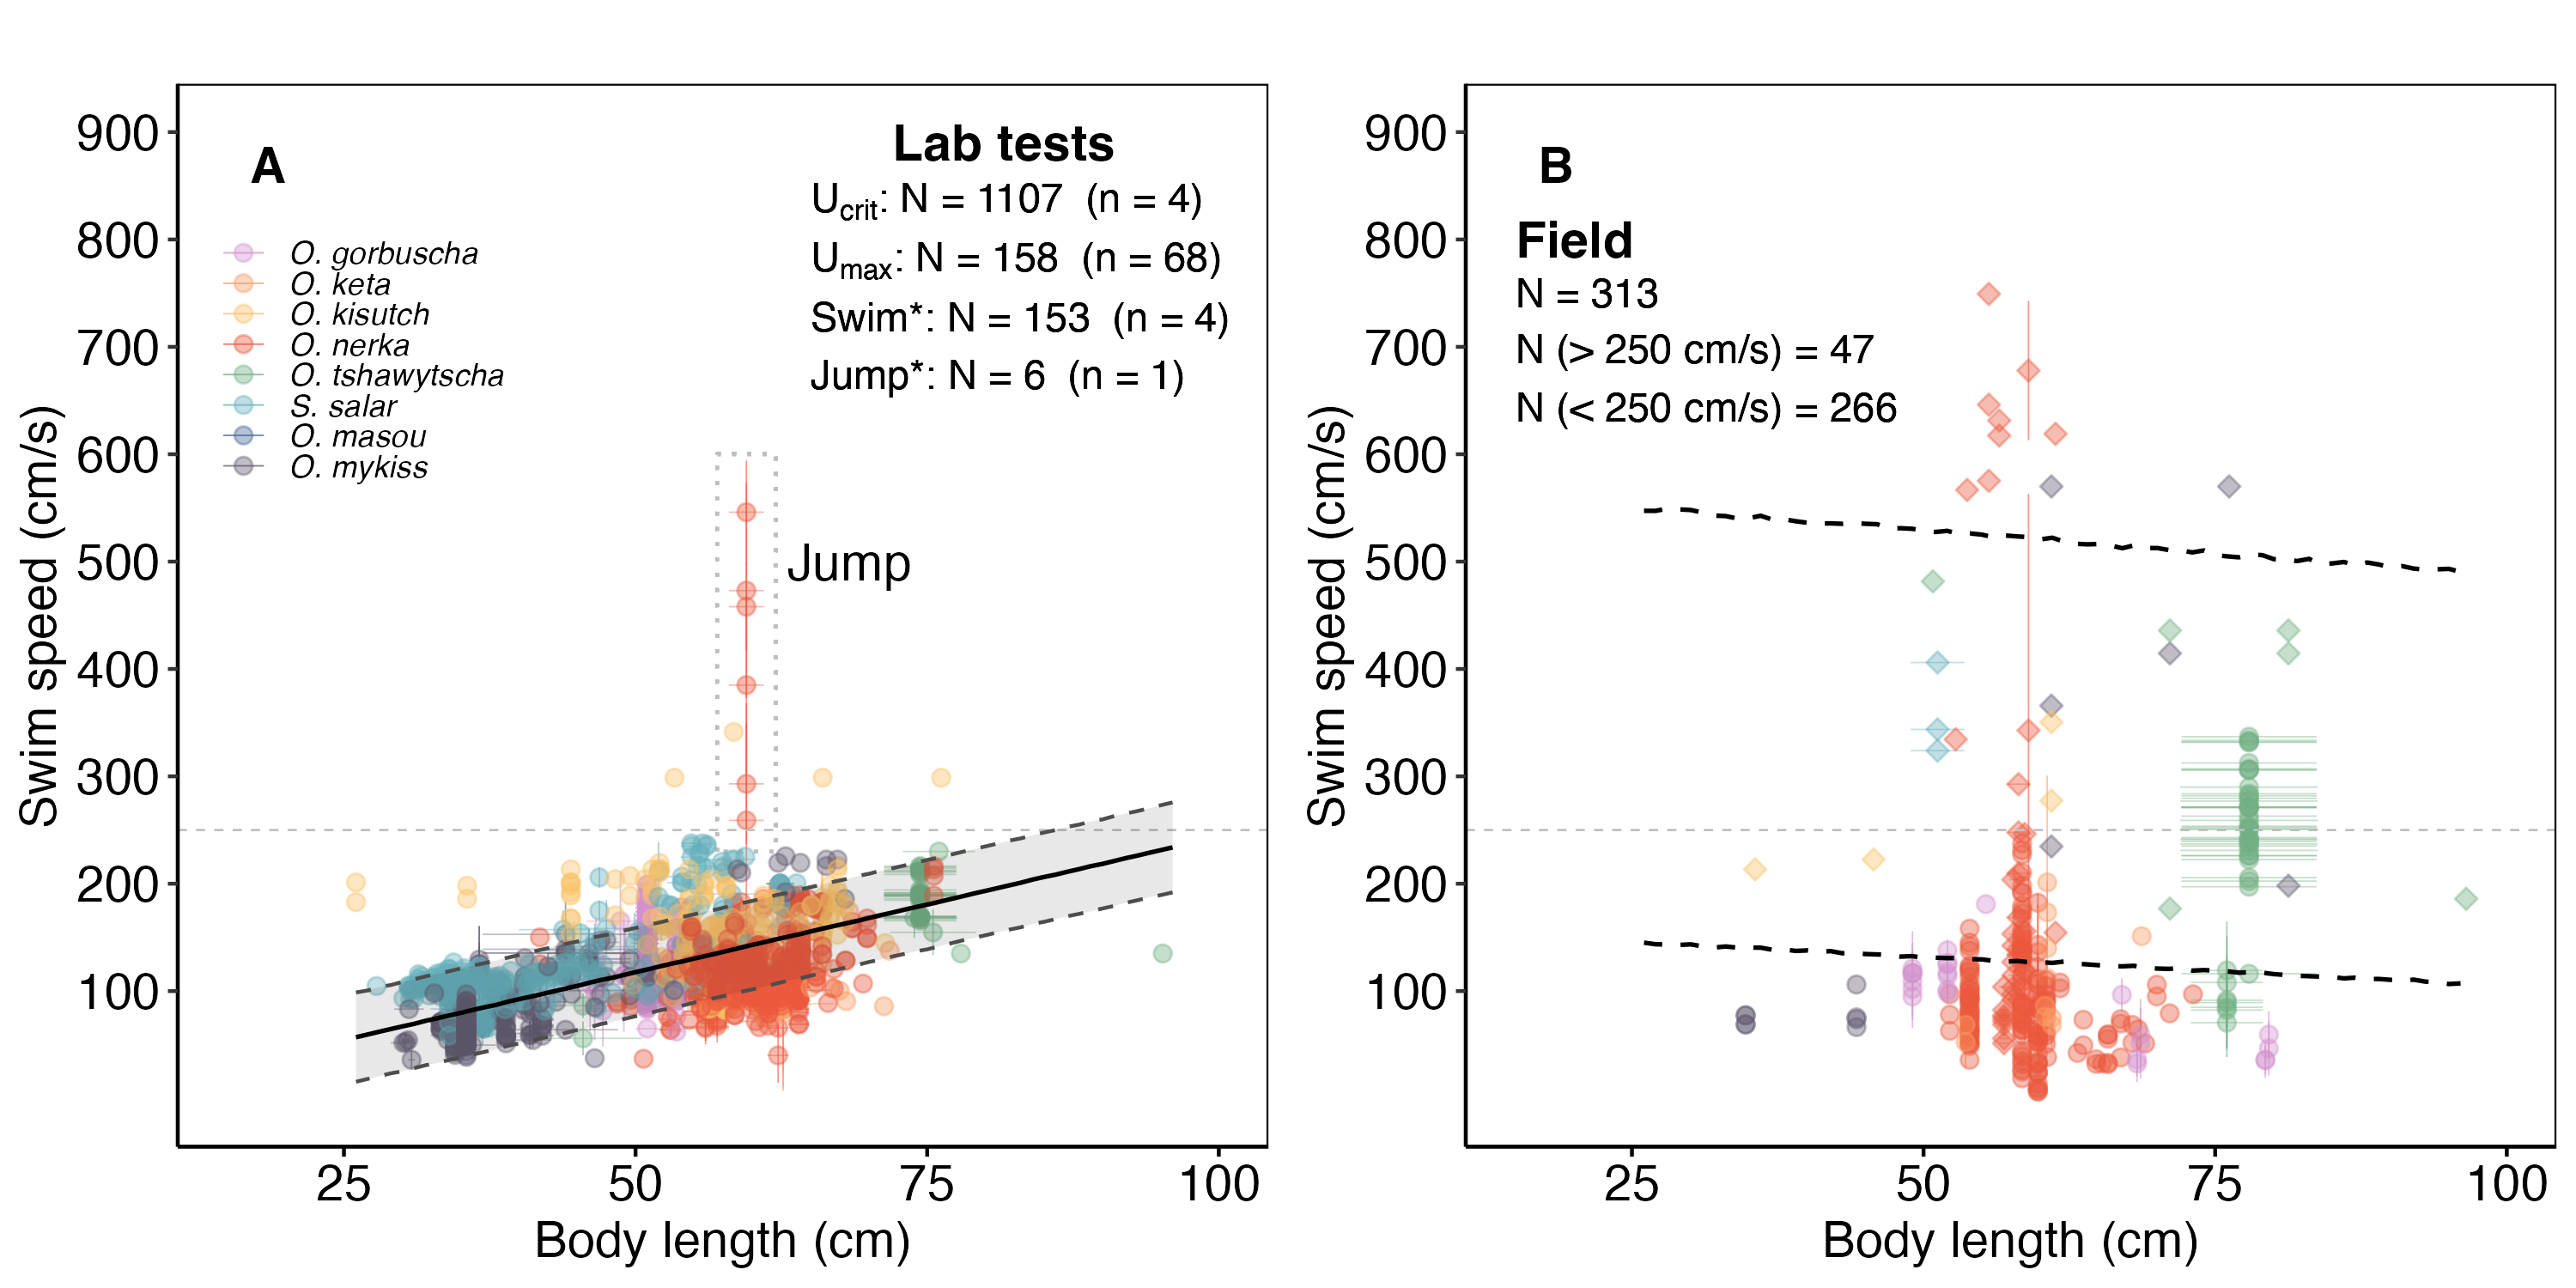 A
Lab tests
Ucrit: N = 1107 (n = 4)
Umax: N = 158 (n = 68)
Swim*: N = 153 (n = 4)
Jump*: N = 6 (n = 1)
O. gorbuscha
O. keta
O. kisutch
O. nerka
O. tshawytscha
S. salar
O. masou
O. mykiss
Jump
900
800
700
600
500
400
300
200
100
Swim speed (cm/s)
25
50
75
100
Body length (cm)
B
Field
N = 313
N (> 250 cm/s) = 47
N (< 250 cm/s) = 266
900
800
700
600
500
400
300
200
100
Swim speed (cm/s)
25
50
75
100
Body length (cm)